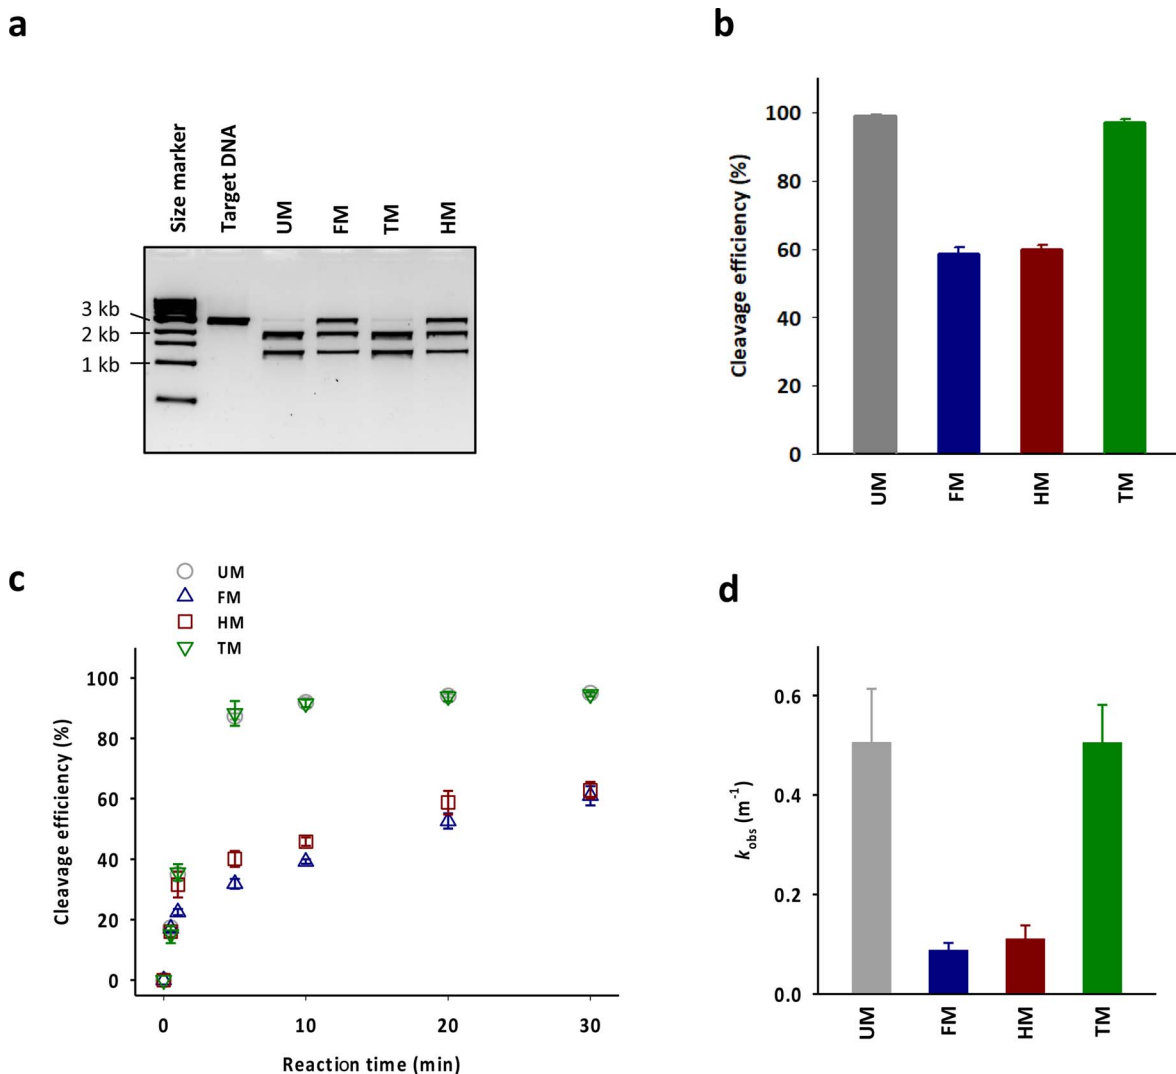 a
Size marker
Target DNA
UM
FM
TM
HM
3 kb
2 kb
1 kb
b
Cleavage efficiency (%)
100
80
60
40
20
0
UM
FM
HM
TM
c
UM
FM
HM
TM
Cleavage efficiency (%)
100
80
60
40
20
0
0
10
20
30
Reaction time (min)
d
k_obs (m⁻¹)
0.6
0.4
0.2
0.0
UM
FM
HM
TM